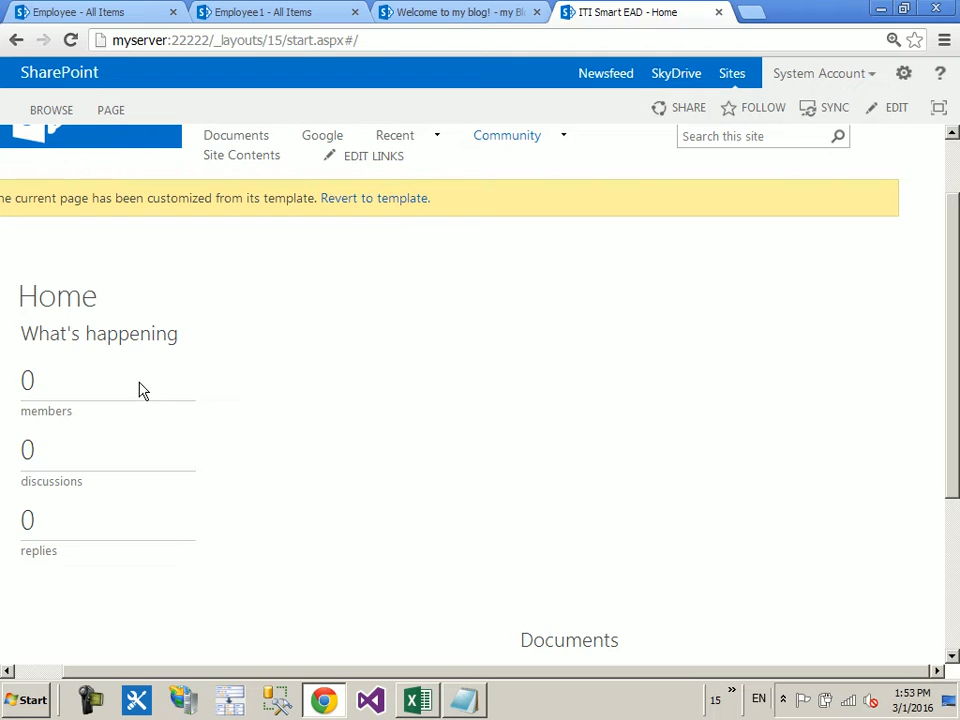 Employee - All Items
Employee1 - All Items
Welcome to my blog! - my Bl
ITI Smart EAD - Home
myserver:22222/_layouts/15/start.aspx#/
SharePoint
Newsfeed
SkyDrive
Sites
System Account
?
BROWSE
PAGE
SHARE
FOLLOW
SYNC
EDIT
Documents
Google
Recent
Community
Search this site
Site Contents
EDIT LINKS
ne current page has been customized from its template. Revert to template.
Home
What's happening
0
members
0
discussions
0
replies
Documents
Start
15
EN
1:53 PM
3/1/2016